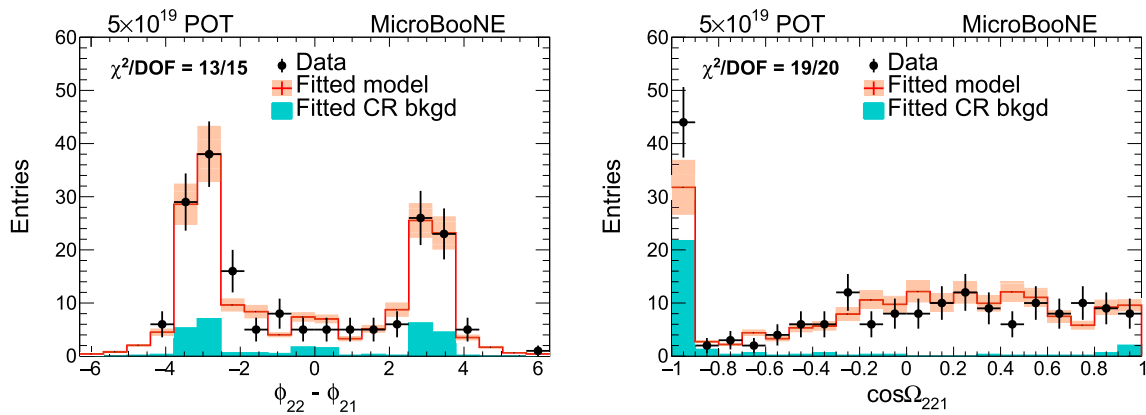 5×10¹⁹ POT MicroBooNE
60
50
40
30
20
10
0
Entries
χ²/DOF = 13/15
Data
Fitted model
Fitted CR bkgd
−6 −4 −2 0 2 4 6
ϕ₂₂ - ϕ₂₁
5×10¹⁹ POT MicroBooNE
60
50
40
30
20
10
0
Entries
χ²/DOF = 19/20
Data
Fitted model
Fitted CR bkgd
−1 −0.8 −0.6 −0.4 −0.2 0 0.2 0.4 0.6 0.8 1
cosΩ₂₂₁